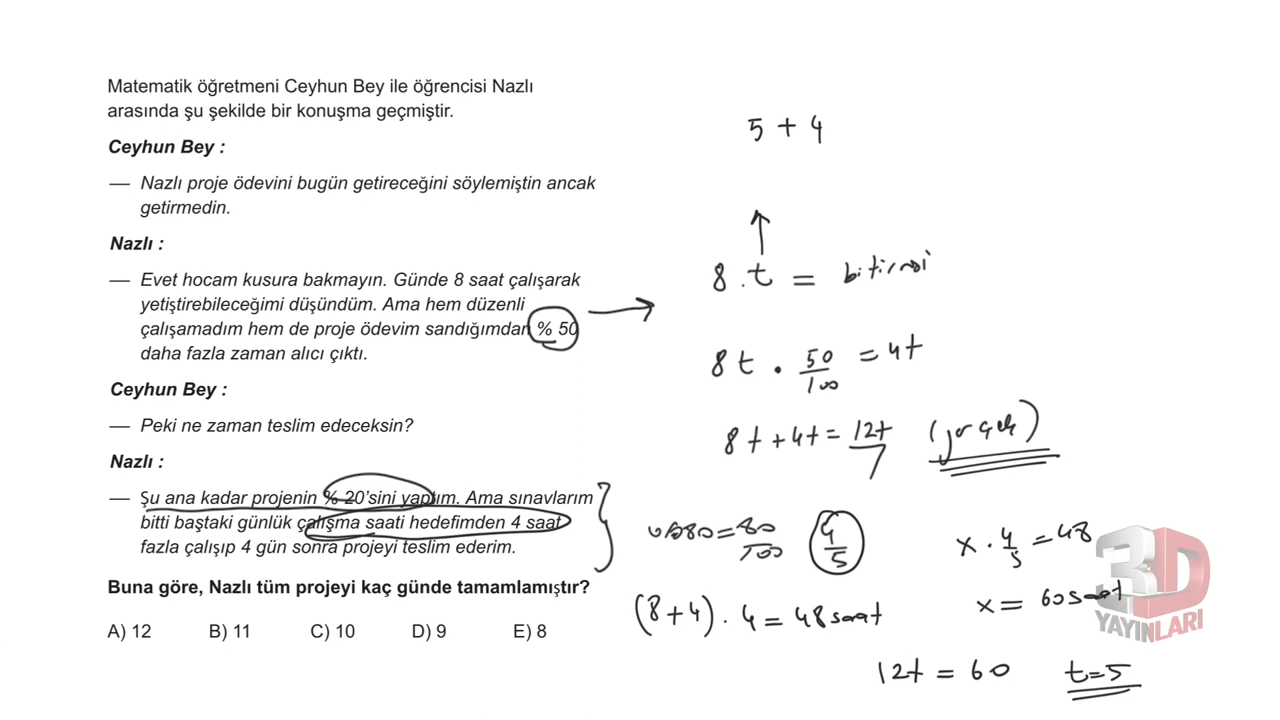 Matematik öğretmeni Ceyhun Bey ile öğrencisi Nazlı
arasında şu şekilde bir konuşma geçmiştir.
Ceyhun Bey :
— Nazlı proje ödevini bugün getireceğini söylemiştin ancak
getirmedin.
Nazlı :
— Evet hocam kusura bakmayın. Günde 8 saat çalışarak
yetiştirebileceğimi düşündüm. Ama hem düzenli
çalışamadım hem de proje ödevim sandığımdan % 50
daha fazla zaman alıcı çıktı.
Ceyhun Bey :
— Peki ne zaman teslim edeceksin?
Nazlı :
— Şu ana kadar projenin % 20'sini yaptım. Ama sınavlarım
bitti baştaki günlük çalışma saati hedefimden 4 saat
fazla çalışıp 4 gün sonra projeyi teslim ederim.
Buna göre, Nazlı tüm projeyi kaç günde tamamlamıştır?
A) 12 B) 11 C) 10 D) 9 E) 8
5 + 4
8 . t = bitirmesi
8t . 50/100 = 4t
8t + 4t = 12t (gerçek)
%80 = 80/100 4/5
(8+4) . 4 = 48 saat
x . 4/5 = 48
x = 60 saat
12t = 60 t=5
3D
YAYINLARI